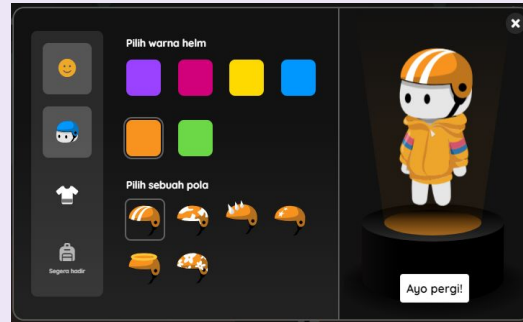 Pilih warna helm
Pilih sebuah pola
Segera hadir
Ayo pergi!